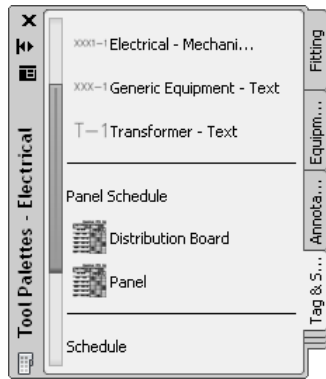 XXX1-1 Electrical - Mechani...
XXX-1 Generic Equipment - Text
T-1 Transformer - Text
Panel Schedule
Distribution Board
Panel
Schedule
Tool Palettes - Electrical
Fitting
Equipm...
Annota...
Tag & S...